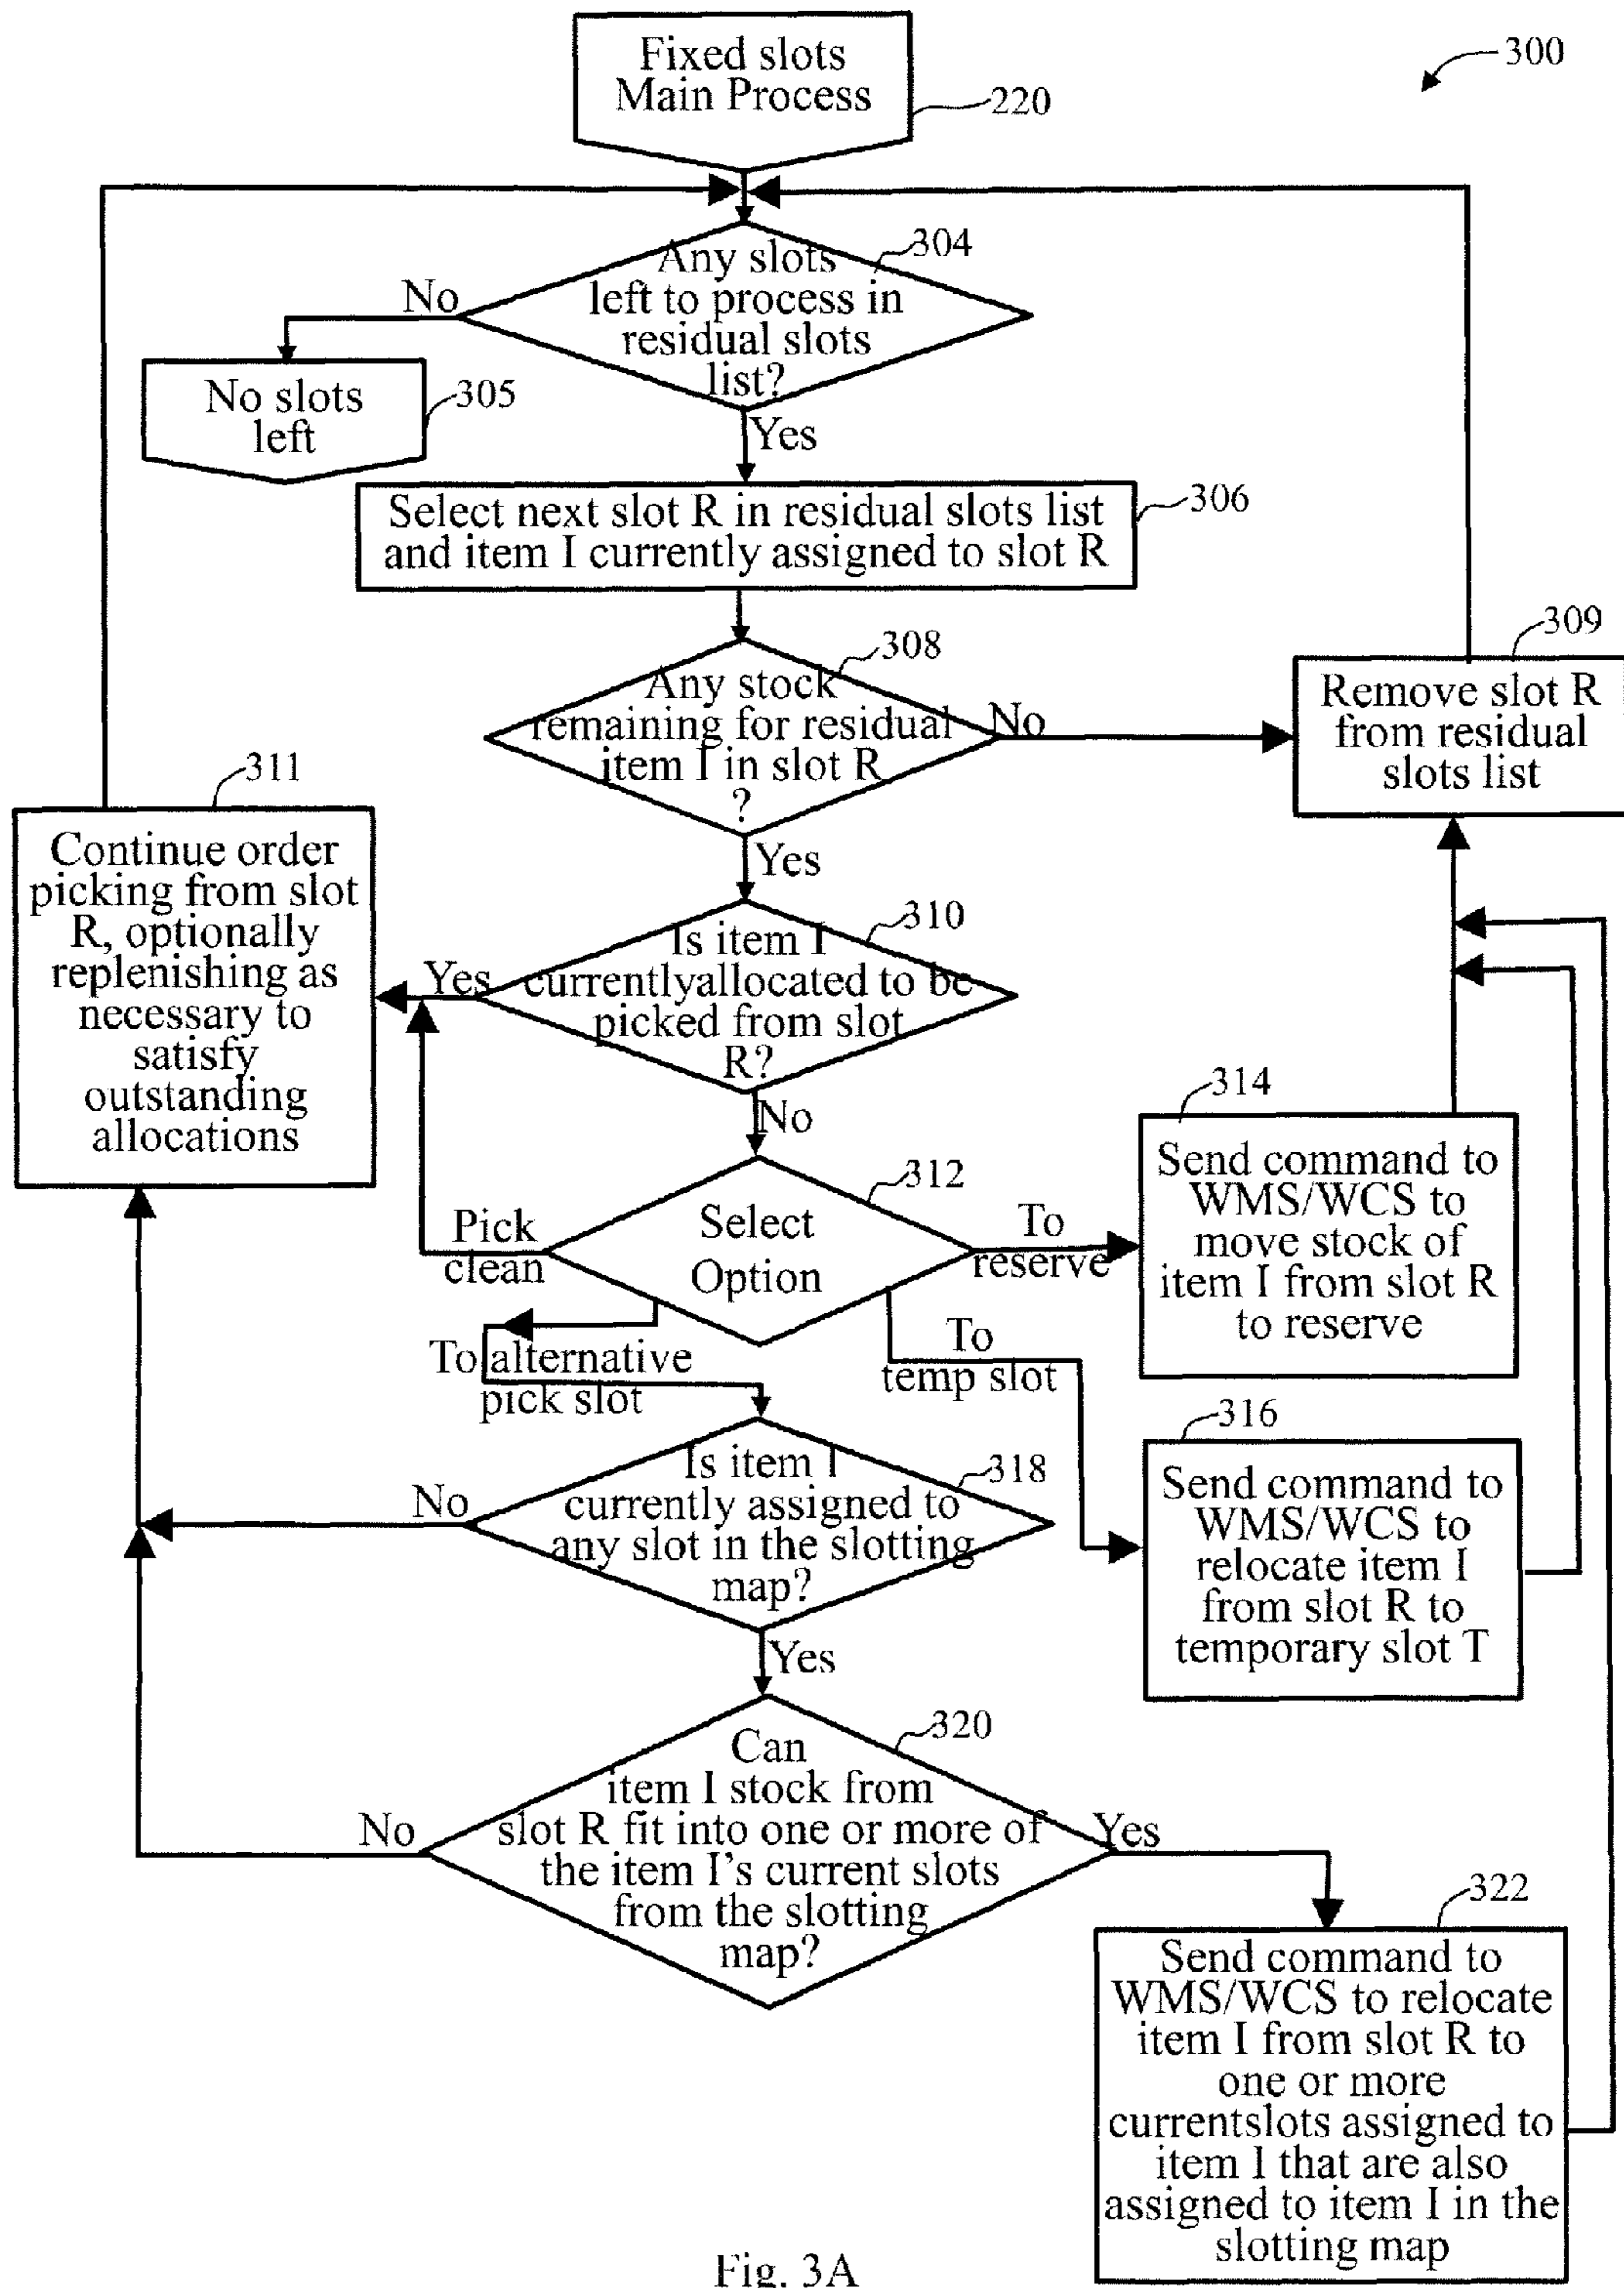 Fixed slots
Main Process
220
300
Any slots
left to process in
residual slots
list?
304
No
No slots
left
305
Yes
Select next slot R in residual slots list
and item I currently assigned to slot R
306
Any stock
remaining for residual
item I in slot R
?
308
No
309
Remove slot R
from residual
slots list
Yes
311
Continue order
picking from slot
R, optionally
replenishing as
necessary to
satisfy
outstanding
allocations
Is item I
currentlyallocated to be
picked from slot
R?
310
Yes
No
Select
Option
312
Pick
clean
To
reserve
314
Send command to
WMS/WCS to
move stock of
item I from slot R
to reserve
To alternative
pick slot
To
temp slot
316
Send command to
WMS/WCS to
relocate item I
from slot R to
temporary slot T
Is item I
currently assigned to
any slot in the slotting
map?
318
No
Yes
Can
item I stock from
slot R fit into one or more of
the item I's current slots
from the slotting
map?
320
No
Yes
322
Send command to
WMS/WCS to relocate
item I from slot R to
one or more
currentslots assigned to
item I that are also
assigned to item I in the
slotting map
Fig. 3A